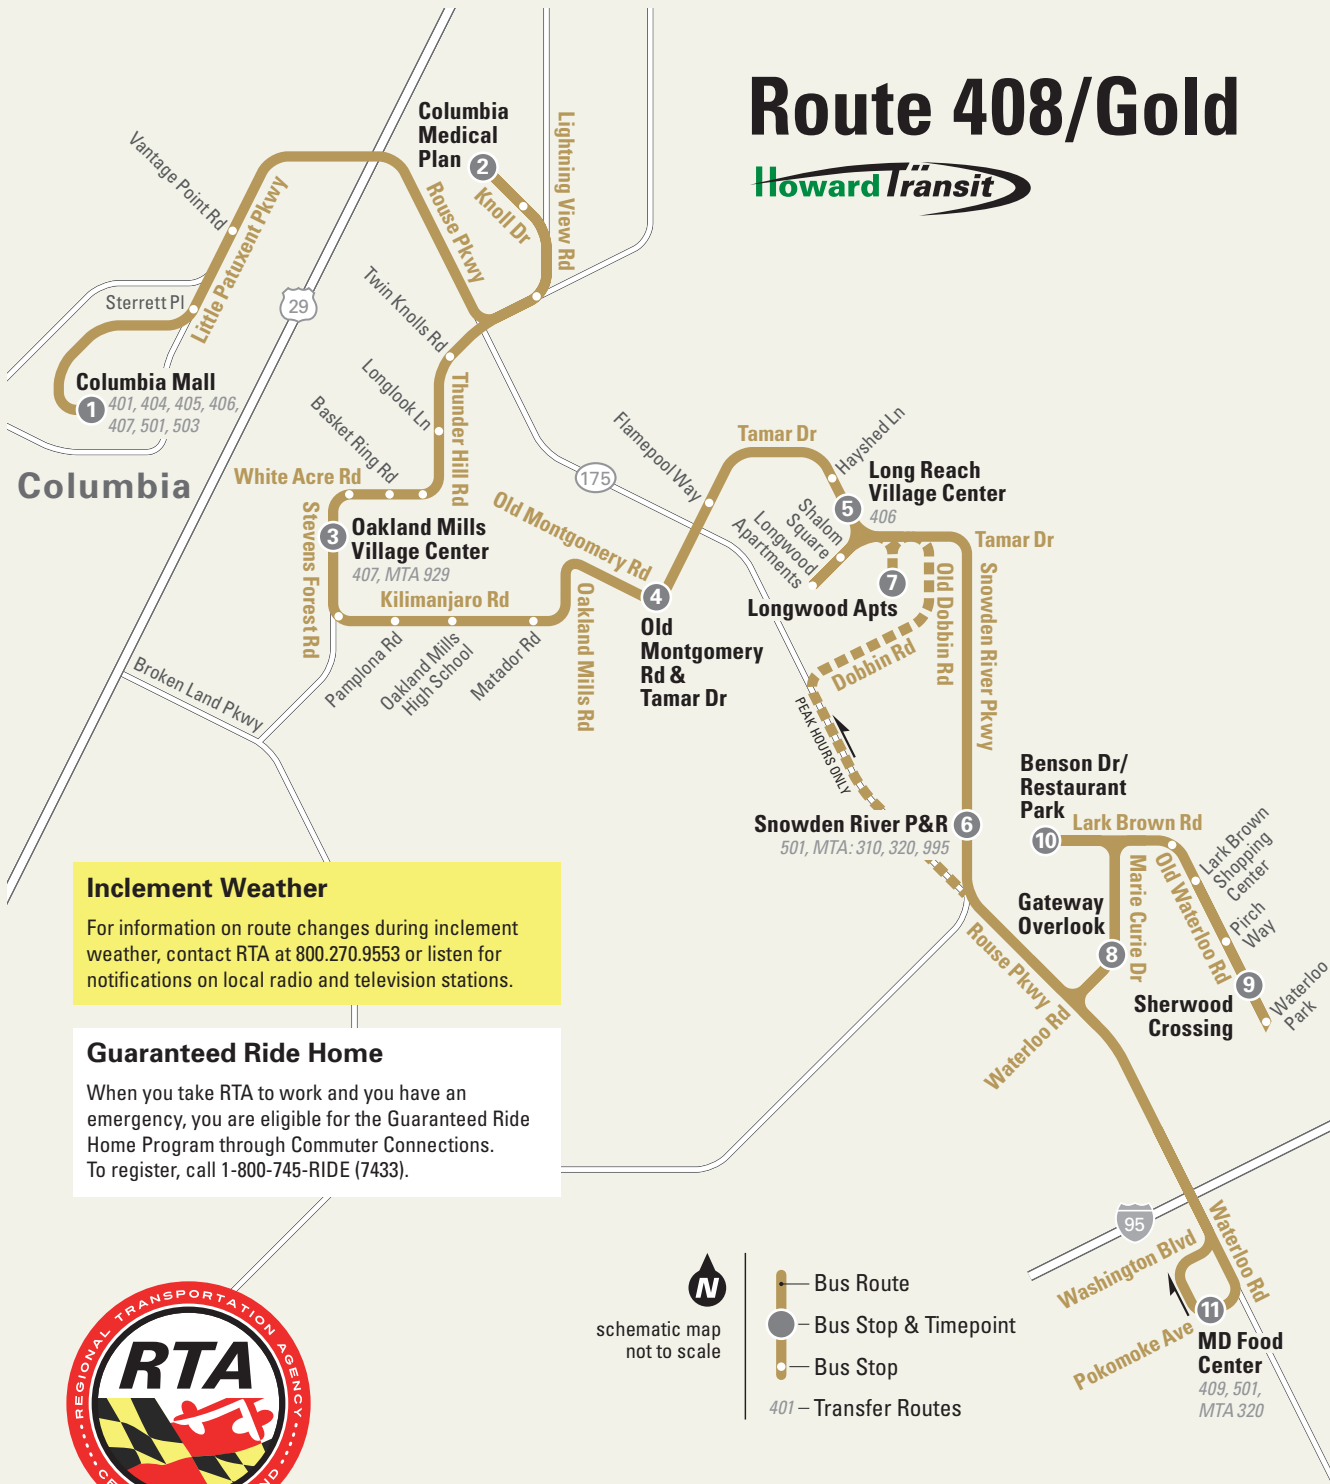 Route 408/Gold
Howard Transit
Columbia
Medical
Plan
2
Lightning View Rd
Knoll Dr
Rouse Pkwy
Vantage Point Rd
Little Patuxent Pkwy
Sterrett Pl
29
Twin Knolls Rd
Columbia Mall
1
401, 404, 405, 406,
407, 501, 503
Columbia
Longlook Ln
Thunder Hill Rd
Basket Ring Rd
White Acre Rd
Stevens Forest Rd
3
Oakland Mills
Village Center
407, MTA 929
Kilimanjaro Rd
Pamplona Rd
Oakland Mills
High School
Matador Rd
Oakland Mills Rd
Old Montgomery Rd
Broken Land Pkwy
175
4
Old
Montgomery
Rd &
Tamar Dr
Flamepool Way
Tamar Dr
Hayshed Ln
5
Long Reach
Village Center
406
Shalom
Square
Longwood
Apartments
7
Longwood Apts
Tamar Dr
Old Dobbin Rd
Dobbin Rd
Snowden River Pkwy
PEAK HOURS ONLY
Snowden River P&R
6
501, MTA: 310, 320, 995
Benson Dr/
Restaurant
Park
10
Lark Brown Rd
Lark Brown
Shopping
Center
Marie Curie Dr
Old Waterloo Rd
Pirch
Way
Gateway
Overlook
8
9
Sherwood
Crossing
Waterloo
Park
Rouse Pkwy
Waterloo Rd
95
Washington Blvd
Waterloo Rd
11
Pokomoke Ave
MD Food
Center
409, 501,
MTA 320
Inclement Weather
For information on route changes during inclement
weather, contact RTA at 800.270.9553 or listen for
notifications on local radio and television stations.
Guaranteed Ride Home
When you take RTA to work and you have an
emergency, you are eligible for the Guaranteed Ride
Home Program through Commuter Connections.
To register, call 1-800-745-RIDE (7433).
N
schematic map
not to scale
Bus Route
Bus Stop & Timepoint
Bus Stop
401 – Transfer Routes
REGIONAL TRANSPORTATION AGENCY
RTA